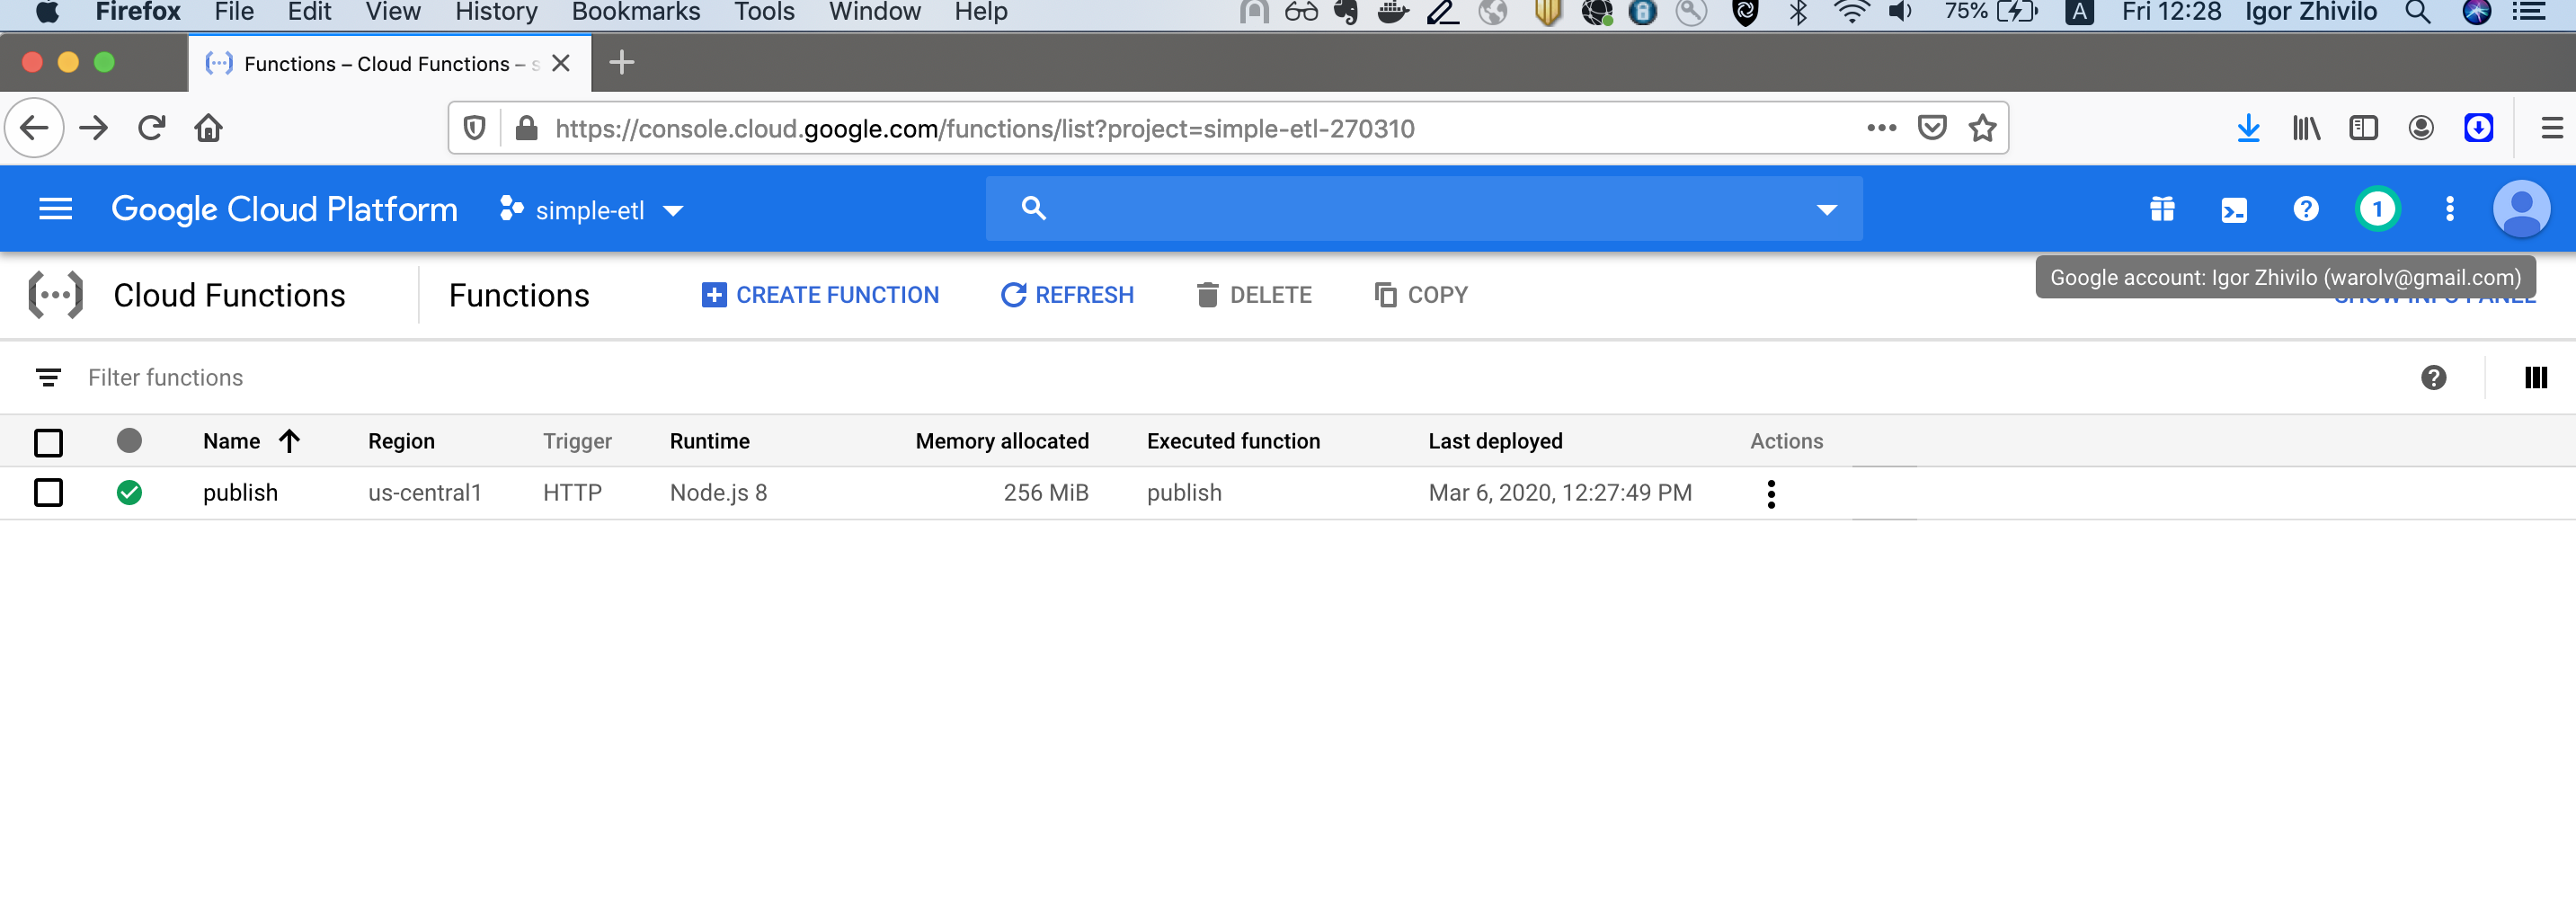 Firefox File Edit View History Bookmarks Tools Window Help 75% A Fri 12:28 Igor Zhivilo
Functions – Cloud Functions – s
https://console.cloud.google.com/functions/list?project=simple-etl-270310
Google Cloud Platform simple-etl 1
Cloud Functions Functions CREATE FUNCTION REFRESH DELETE COPY
Google account: Igor Zhivilo (warolv@gmail.com)
SHOW INFO PANEL
Filter functions
Name Region Trigger Runtime Memory allocated Executed function Last deployed Actions
publish us-central1 HTTP Node.js 8 256 MiB publish Mar 6, 2020, 12:27:49 PM